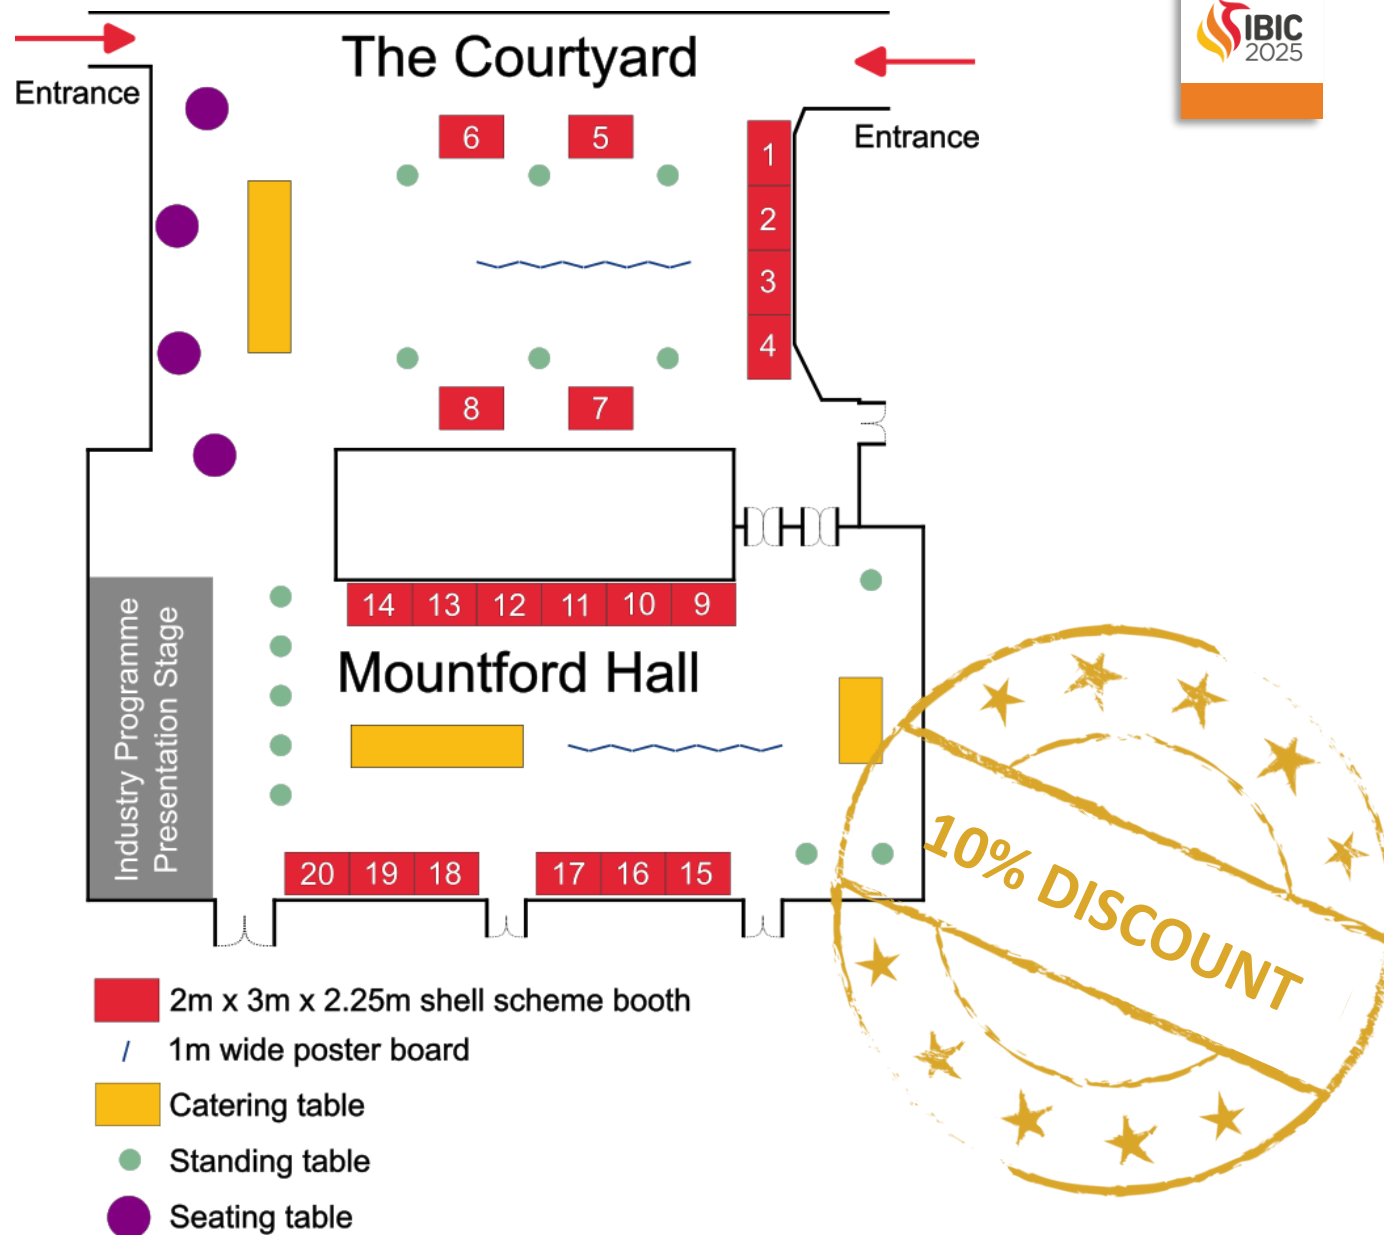 IBIC
2025
The Courtyard
Entrance
Entrance
6
5
1
2
3
4
8
7
14 13 12 11 10 9
Mountford Hall
Industry Programme
Presentation Stage
20 19 18
17 16 15
10% DISCOUNT
2m x 3m x 2.25m shell scheme booth
1m wide poster board
Catering table
Standing table
Seating table